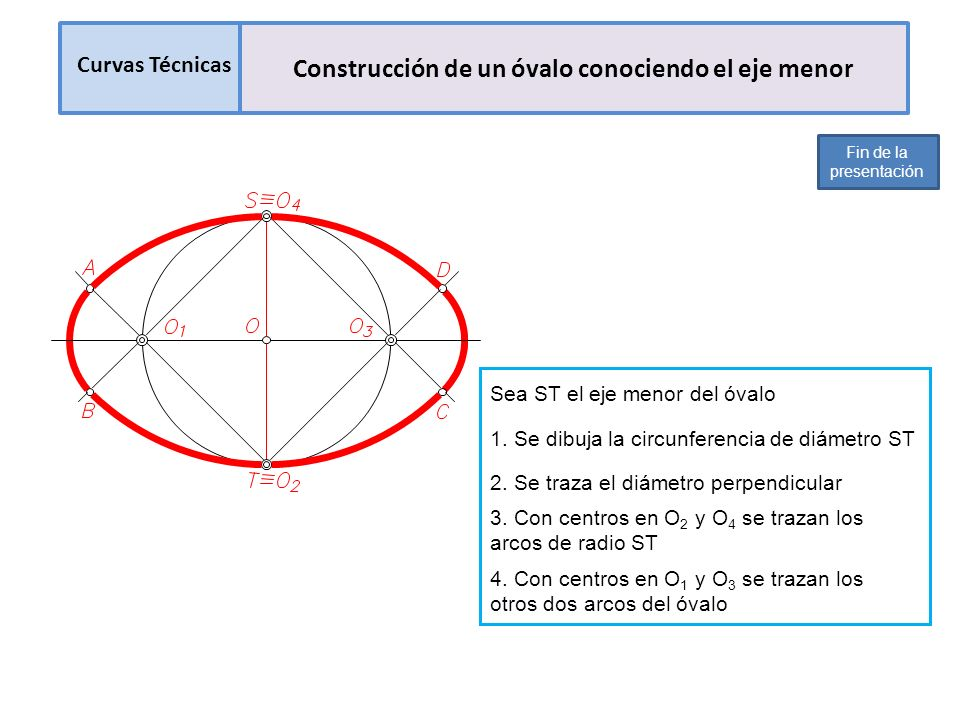 Curvas Técnicas
Construcción de un óvalo conociendo el eje menor
Fin de la
presentación
S≡O₄
A
D
O₁
O
O₃
B
C
T≡O₂
Sea ST el eje menor del óvalo
1. Se dibuja la circunferencia de diámetro ST
2. Se traza el diámetro perpendicular
3. Con centros en O₂ y O₄ se trazan los
arcos de radio ST
4. Con centros en O₁ y O₃ se trazan los
otros dos arcos del óvalo